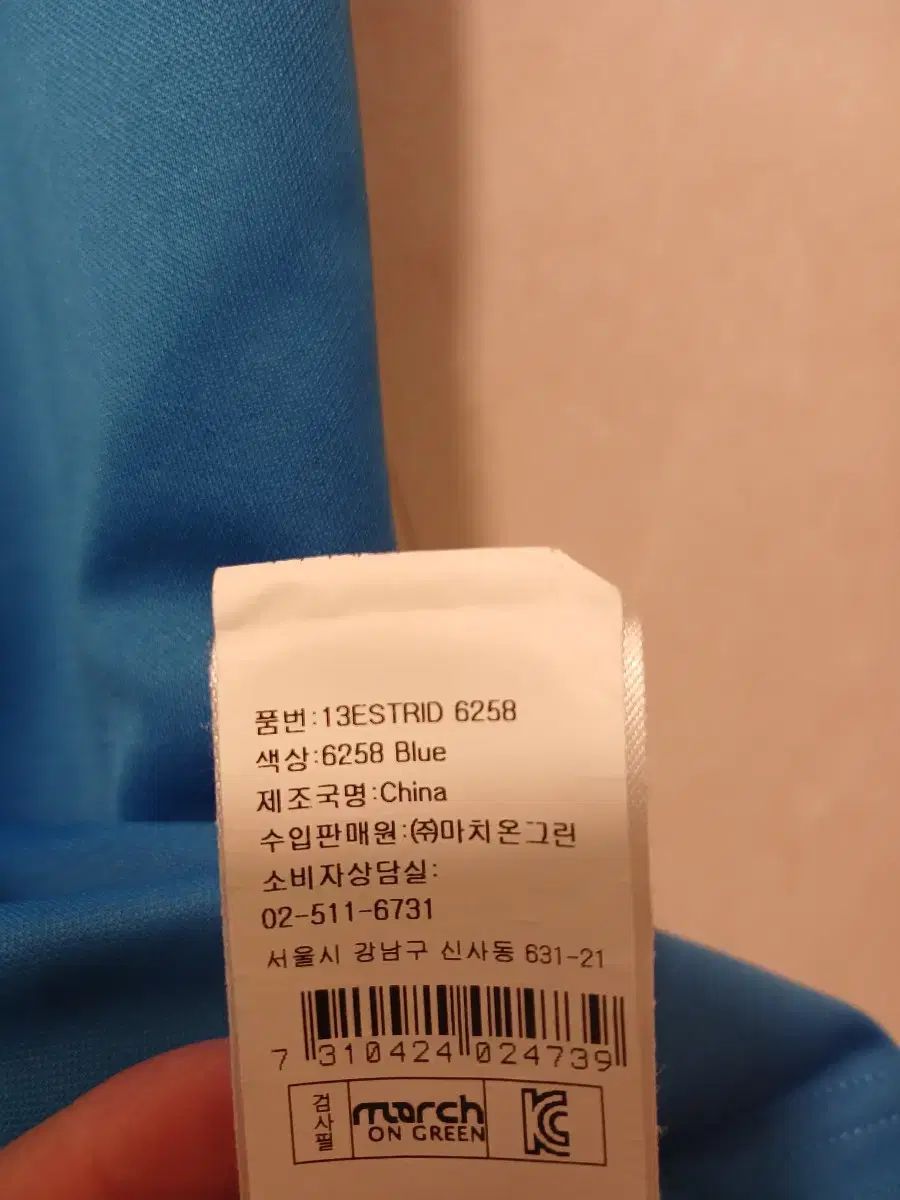 품번:13ESTRID 6258
색상:6258 Blue
제조국명:China
수입판매원:㈜마치온그린
소비자상담실:
02-511-6731
서울시 강남구 신사동 631-21
7 310424 024739
검사필 march ON GREEN KC